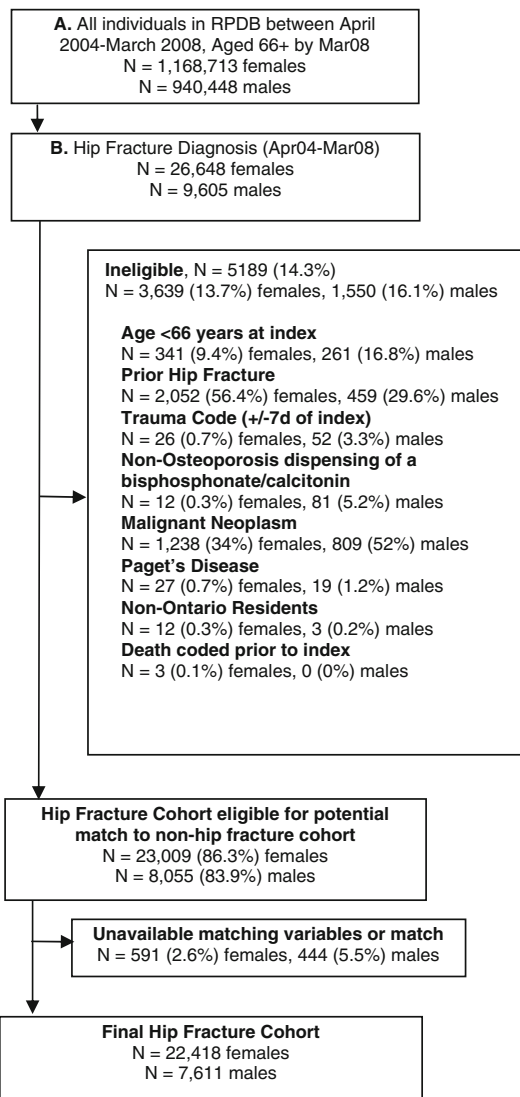 A. All individuals in RPDB between April
2004-March 2008, Aged 66+ by Mar08
N = 1,168,713 females
N = 940,448 males
B. Hip Fracture Diagnosis (Apr04-Mar08)
N = 26,648 females
N = 9,605 males
Ineligible, N = 5189 (14.3%)
N = 3,639 (13.7%) females, 1,550 (16.1%) males
Age <66 years at index
N = 341 (9.4%) females, 261 (16.8%) males
Prior Hip Fracture
N = 2,052 (56.4%) females, 459 (29.6%) males
Trauma Code (+/-7d of index)
N = 26 (0.7%) females, 52 (3.3%) males
Non-Osteoporosis dispensing of a
bisphosphonate/calcitonin
N = 12 (0.3%) females, 81 (5.2%) males
Malignant Neoplasm
N = 1,238 (34%) females, 809 (52%) males
Paget's Disease
N = 27 (0.7%) females, 19 (1.2%) males
Non-Ontario Residents
N = 12 (0.3%) females, 3 (0.2%) males
Death coded prior to index
N = 3 (0.1%) females, 0 (0%) males
Hip Fracture Cohort eligible for potential
match to non-hip fracture cohort
N = 23,009 (86.3%) females
N = 8,055 (83.9%) males
Unavailable matching variables or match
N = 591 (2.6%) females, 444 (5.5%) males
Final Hip Fracture Cohort
N = 22,418 females
N = 7,611 males